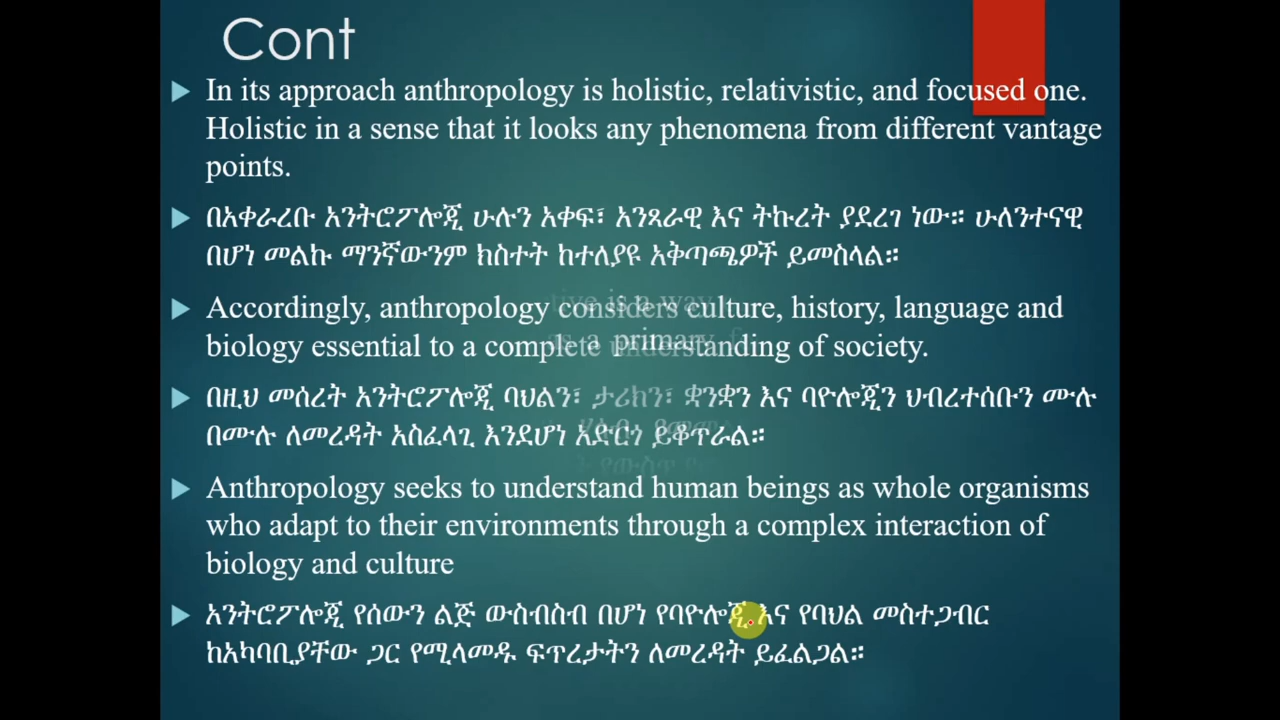 Cont
In its approach anthropology is holistic, relativistic, and focused one.
Holistic in a sense that it looks any phenomena from different vantage
points.
በአቀራረቡ አንትሮፖሎጂ ሁሉን አቀፍ፣ አንጻራዊ እና ትኩረት ያደረገ ነው። ሁለንተናዊ
በሆነ መልኩ ማንኛውንም ክስተት ከተለያዩ አቅጣጫዎች ይመስላል።
Accordingly, anthropology considers culture, history, language and
biology essential to a complete understanding of society.
በዚህ መሰረት አንትሮፖሎጂ ባህልን፣ ታሪክን፣ ቋንቋን እና ባዮሎጂን ህብረተሰቡን ሙሉ
በሙሉ ለመረዳት አስፈላጊ እንደሆነ አድርጎ ይቆጥራል።
Anthropology seeks to understand human beings as whole organisms
who adapt to their environments through a complex interaction of
biology and culture
አንትሮፖሎጂ የሰውን ልጅ ውስብስብ በሆነ የባዮሎጂ እና የባህል መስተጋብር
ከአካባቢያቸው ጋር የሚላመዱ ፍጥረታትን ለመረዳት ይፈልጋል።